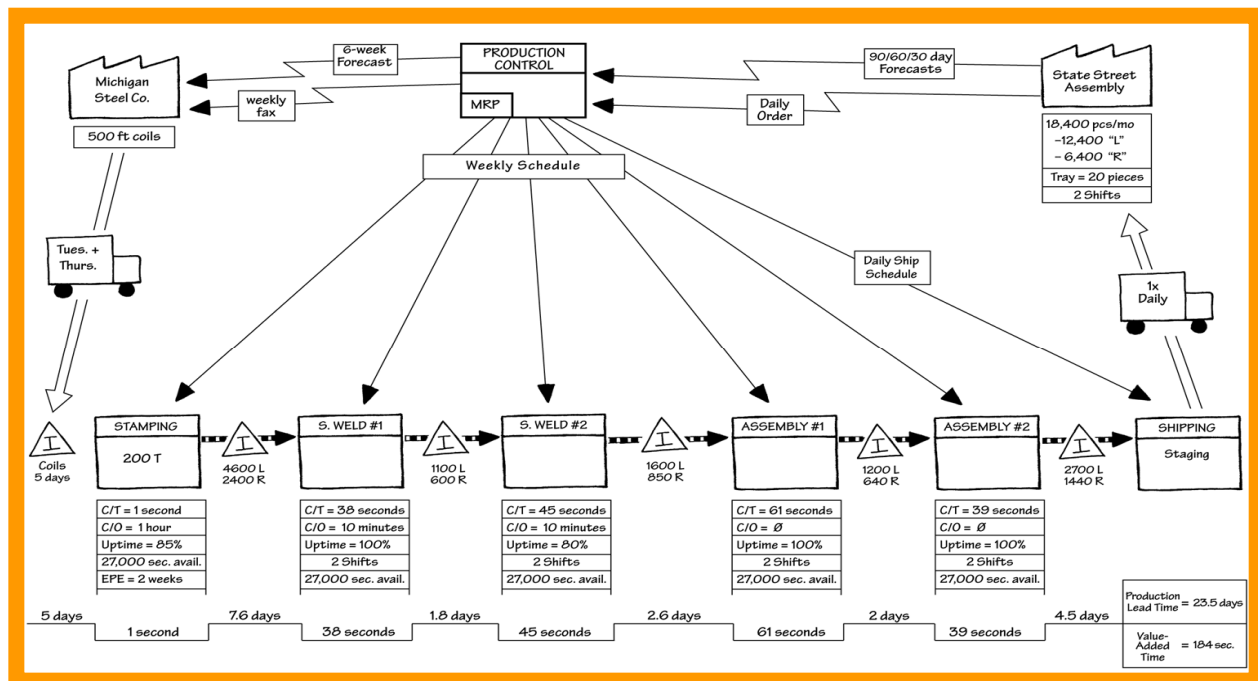 Michigan
Steel Co.
500 ft coils
6-week
Forecast
weekly
fax
PRODUCTION
CONTROL
MRP
90/60/30 day
Forecasts
Daily
Order
State Street
Assembly
18,400 pcs/mo
-12,400 "L"
- 6,400 "R"
Tray = 20 pieces
2 Shifts
Weekly Schedule
Tues. +
Thurs.
Daily Ship
Schedule
1x
Daily
I
Coils
5 days
STAMPING
200 T
C/T = 1 second
C/O = 1 hour
Uptime = 85%
27,000 sec. avail.
EPE = 2 weeks
I
4600 L
2400 R
S. WELD #1
C/T = 38 seconds
C/O = 10 minutes
Uptime = 100%
2 Shifts
27,000 sec. avail.
I
1100 L
600 R
S. WELD #2
C/T = 45 seconds
C/O = 10 minutes
Uptime = 80%
2 Shifts
27,000 sec. avail.
I
1600 L
850 R
ASSEMBLY #1
C/T = 61 seconds
C/O = Ø
Uptime = 100%
2 Shifts
27,000 sec. avail.
I
1200 L
640 R
ASSEMBLY #2
C/T = 39 seconds
C/O = Ø
Uptime = 100%
2 Shifts
27,000 sec. avail.
I
2700 L
1440 R
SHIPPING
Staging
5 days
1 second
7.6 days
38 seconds
1.8 days
45 seconds
2.6 days
61 seconds
2 days
39 seconds
4.5 days
Production
Lead Time = 23.5 days
Value-
Added = 184 sec.
Time